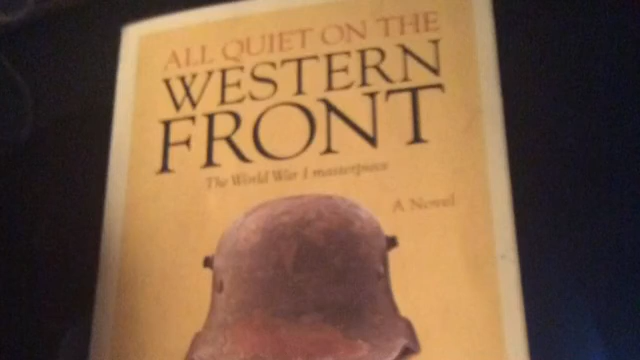 ALL QUIET ON THE
WESTERN
FRONT
The World War I masterpiece
A Novel